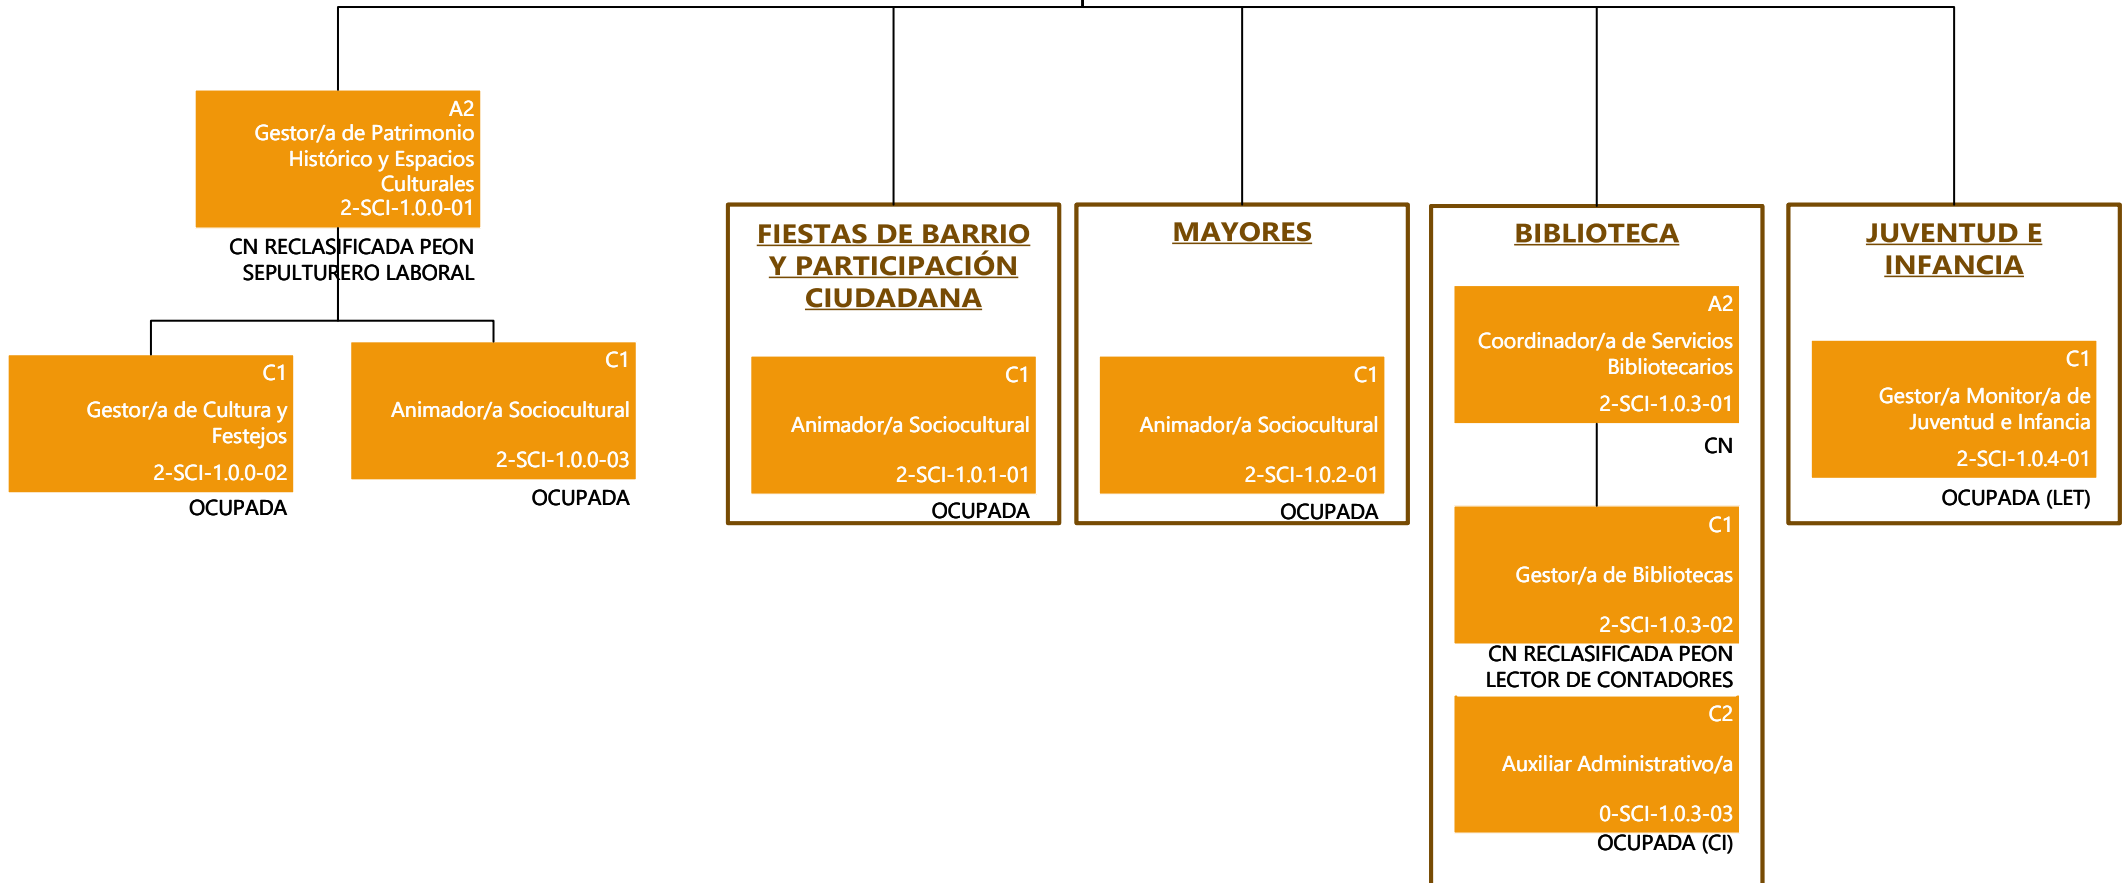 A2
Gestor/a de Patrimonio
Histórico y Espacios
Culturales
2-SCI-1.0.0-01
CN RECLASIFICADA PEON
SEPULTURERO LABORAL
C1
Gestor/a de Cultura y
Festejos
2-SCI-1.0.0-02
OCUPADA
C1
Animador/a Sociocultural
2-SCI-1.0.0-03
OCUPADA
FIESTAS DE BARRIO
Y PARTICIPACIÓN
CIUDADANA
C1
Animador/a Sociocultural
2-SCI-1.0.1-01
OCUPADA
MAYORES
C1
Animador/a Sociocultural
2-SCI-1.0.2-01
OCUPADA
BIBLIOTECA
A2
Coordinador/a de Servicios
Bibliotecarios
2-SCI-1.0.3-01
CN
C1
Gestor/a de Bibliotecas
2-SCI-1.0.3-02
CN RECLASIFICADA PEON
LECTOR DE CONTADORES
C2
Auxiliar Administrativo/a
0-SCI-1.0.3-03
OCUPADA (CI)
JUVENTUD E
INFANCIA
C1
Gestor/a Monitor/a de
Juventud e Infancia
2-SCI-1.0.4-01
OCUPADA (LET)